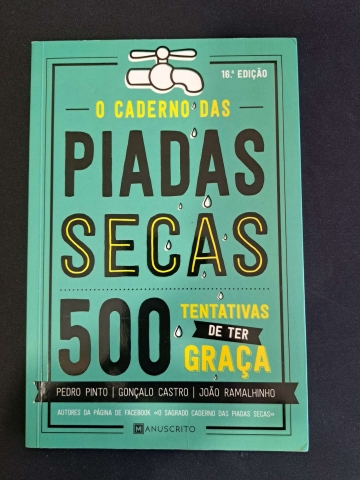 16.ª EDIÇÃO
O CADERNO DAS
PIADAS
SECAS
500
TENTATIVAS
DE TER
GRAÇA
PEDRO PINTO | GONÇALO CASTRO | JOÃO RAMALHINHO
AUTORES DA PÁGINA DE FACEBOOK «O SAGRADO CADERNO DAS PIADAS SECAS»
MANUSCRITO